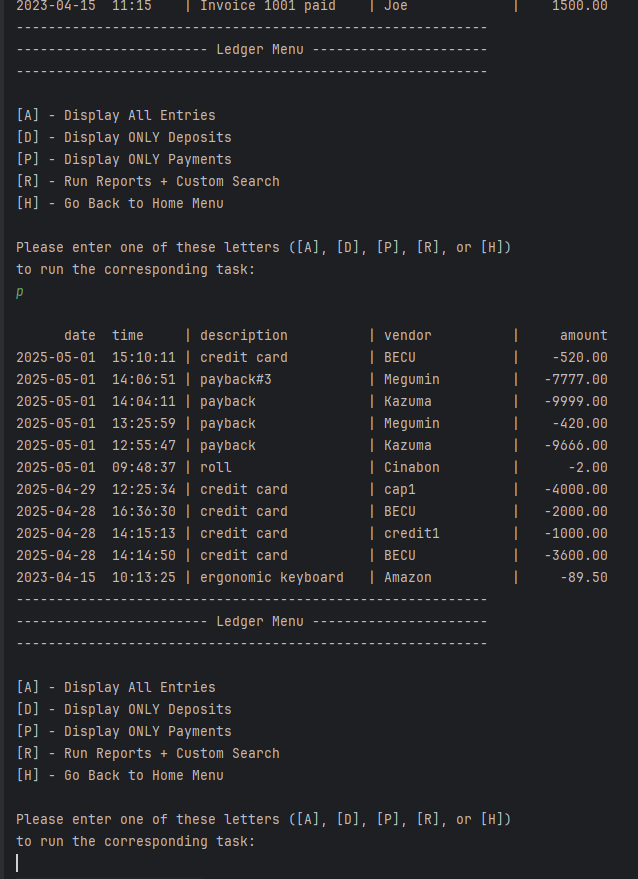 2023-04-15  11:15    | Invoice 1001 paid    | Joe             |    1500.00
-----------------------------------------------------------
------------------------ Ledger Menu ----------------------
-----------------------------------------------------------
[A] - Display All Entries
[D] - Display ONLY Deposits
[P] - Display ONLY Payments
[R] - Run Reports + Custom Search
[H] - Go Back to Home Menu
Please enter one of these letters ([A], [D], [P], [R], or [H])
to run the corresponding task:
p
      date  time     | description          | vendor          |     amount
2025-05-01  15:10:11 | credit card          | BECU            |    -520.00
2025-05-01  14:06:51 | payback#3            | Megumin         |   -7777.00
2025-05-01  14:04:11 | payback              | Kazuma          |   -9999.00
2025-05-01  13:25:59 | payback              | Megumin         |    -420.00
2025-05-01  12:55:47 | payback              | Kazuma          |   -9666.00
2025-05-01  09:48:37 | roll                 | Cinabon         |      -2.00
2025-04-29  12:25:34 | credit card          | cap1            |   -4000.00
2025-04-28  16:36:30 | credit card          | BECU            |   -2000.00
2025-04-28  14:15:13 | credit card          | credit1         |   -1000.00
2025-04-28  14:14:50 | credit card          | BECU            |   -3600.00
2023-04-15  10:13:25 | ergonomic keyboard   | Amazon          |     -89.50
-----------------------------------------------------------
------------------------ Ledger Menu ----------------------
-----------------------------------------------------------
[A] - Display All Entries
[D] - Display ONLY Deposits
[P] - Display ONLY Payments
[R] - Run Reports + Custom Search
[H] - Go Back to Home Menu
Please enter one of these letters ([A], [D], [P], [R], or [H])
to run the corresponding task: